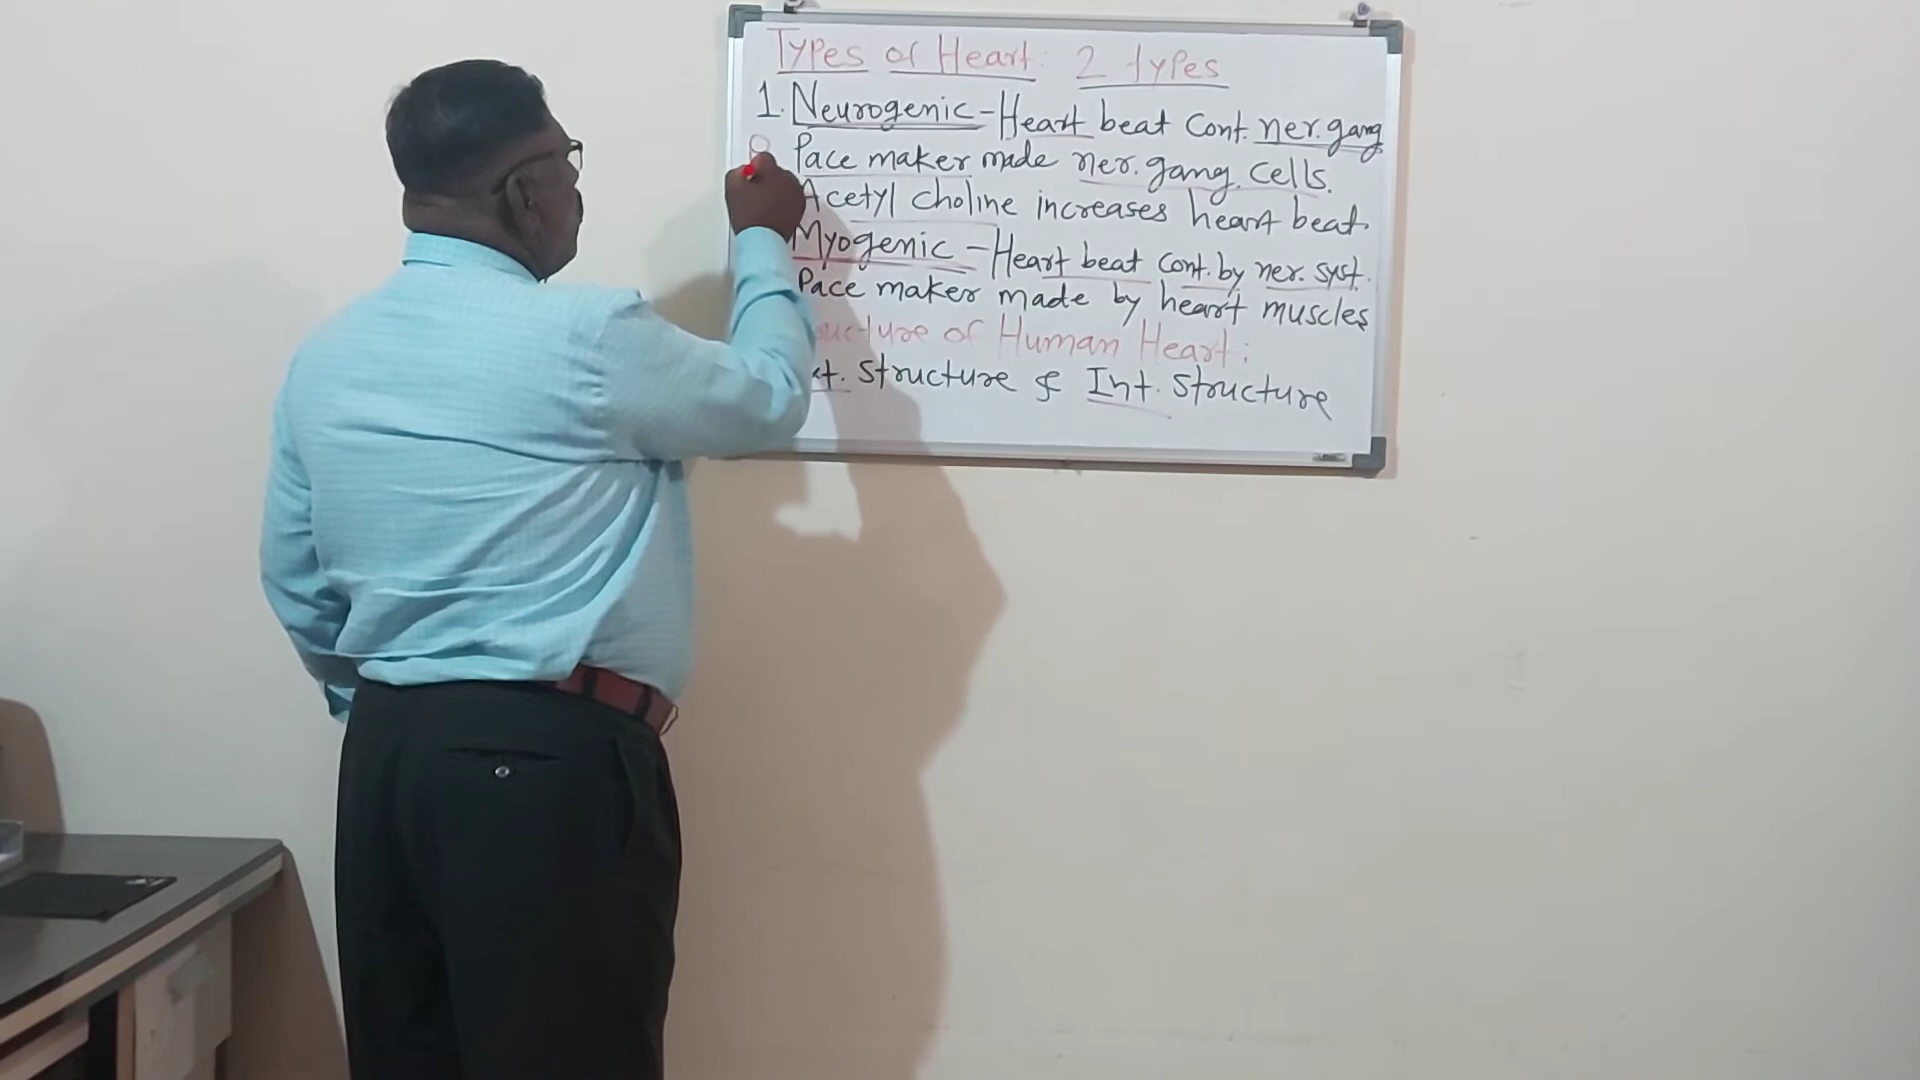 Types of Heart: 2 types
1. Neurogenic - Heart beat Cont. ner. gang
Pace maker made ner. gang. cells.
Acetyl choline increases heart beat.
Myogenic - Heart beat cont. by ner. syst.
Pace maker made by heart muscles
of Human Heart:
Structure & Int. Structure